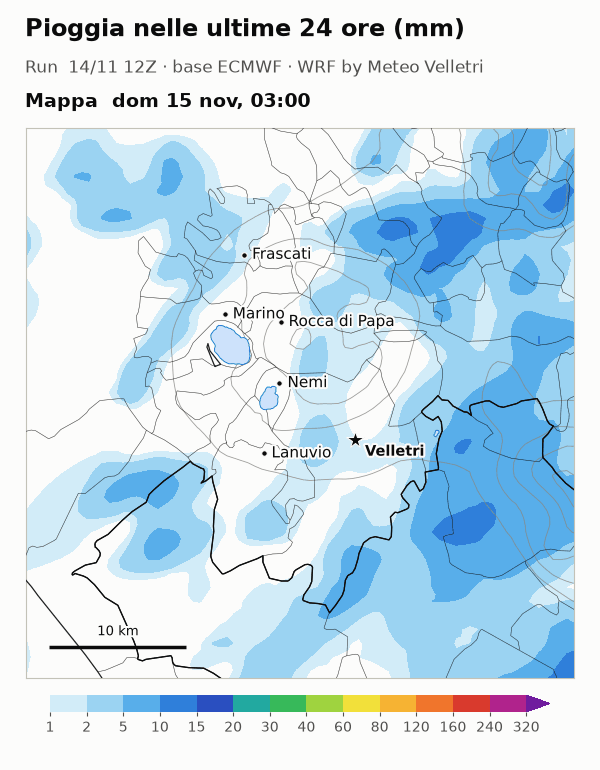 Pioggia nelle ultime 24 ore (mm)
Run  14/11 12Z · base ECMWF · WRF by Meteo Velletri
Mappa  dom 15 nov, 03:00
Frascati
Marino
Rocca di Papa
Nemi
Velletri
Lanuvio
10 km
1 2 5 10 15 20 30 40 60 80 120 160 240 320